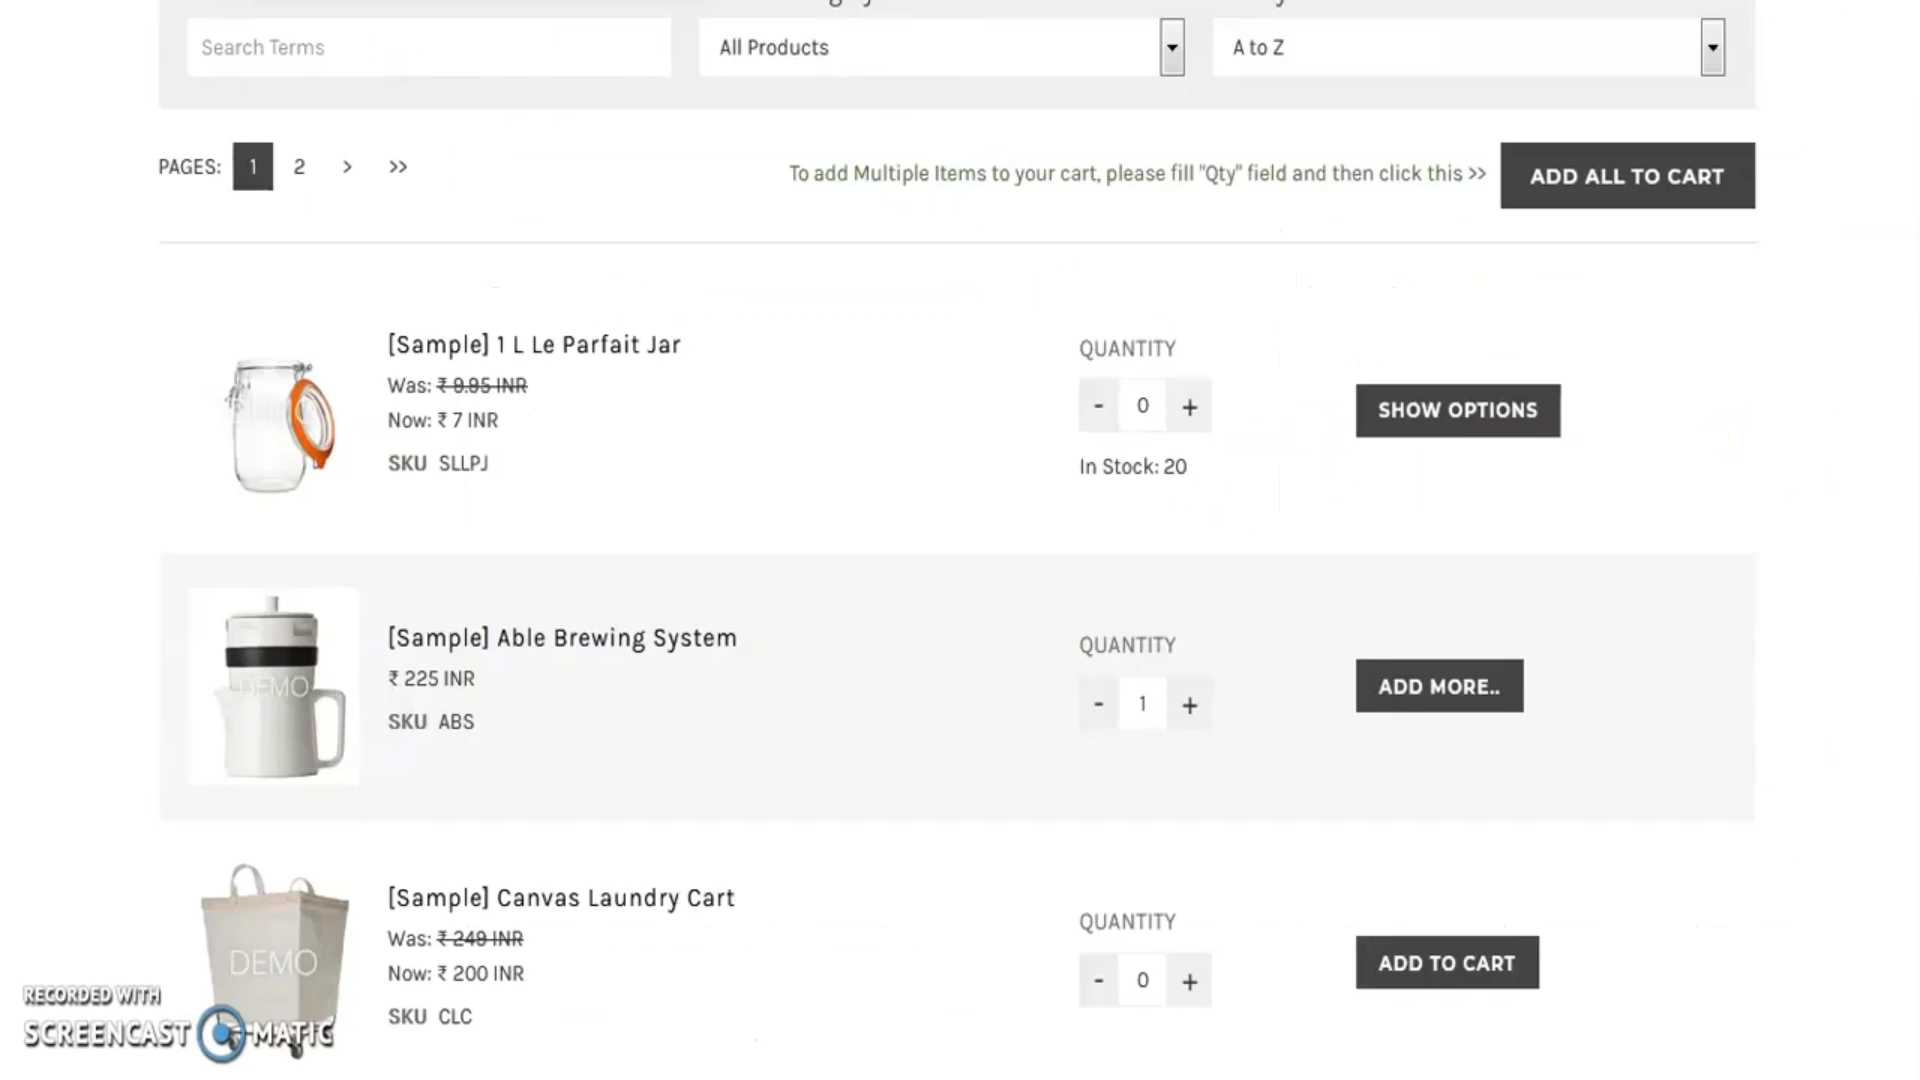 Search Terms
All Products
A to Z
PAGES: 1 2 > >>
To add Multiple Items to your cart, please fill "Qty" field and then click this >>
ADD ALL TO CART
[Sample] 1 L Le Parfait Jar
Was: ₹ 9.95 INR
Now: ₹ 7 INR
SKU SLLPJ
QUANTITY
- 0 +
In Stock: 20
SHOW OPTIONS
DEMO
[Sample] Able Brewing System
₹ 225 INR
SKU ABS
QUANTITY
- 1 +
ADD MORE..
DEMO
[Sample] Canvas Laundry Cart
Was: ₹ 249 INR
Now: ₹ 200 INR
SKU CLC
QUANTITY
- 0 +
ADD TO CART
RECORDED WITH
SCREENCAST MATIC